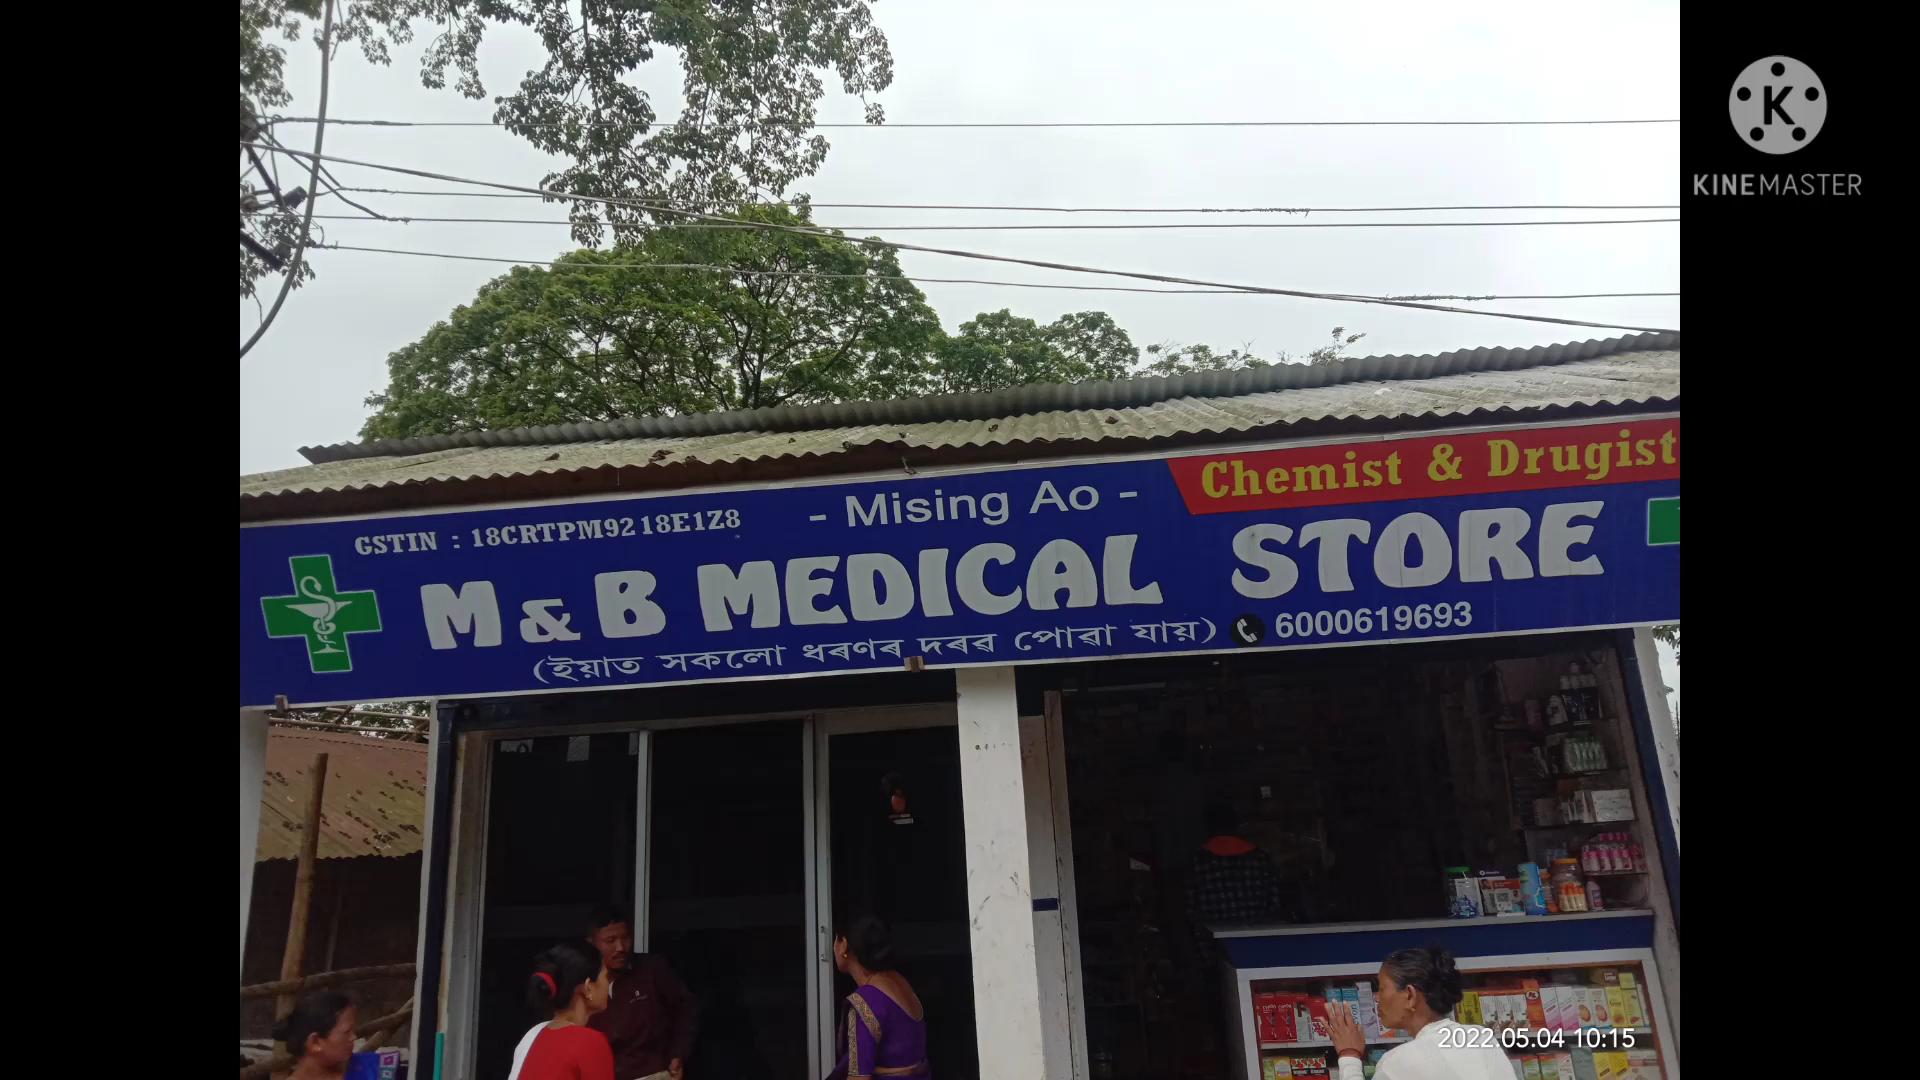 KINEMASTER
Chemist & Drugist
- Mising Ao -
GSTIN : 18CRTPM9218E1Z8
M & B MEDICAL STORE
(ইয়াত সকলো ধৰণৰ দৰৱ পোৱা যায়) 6000619693
2022.05.04 10:15